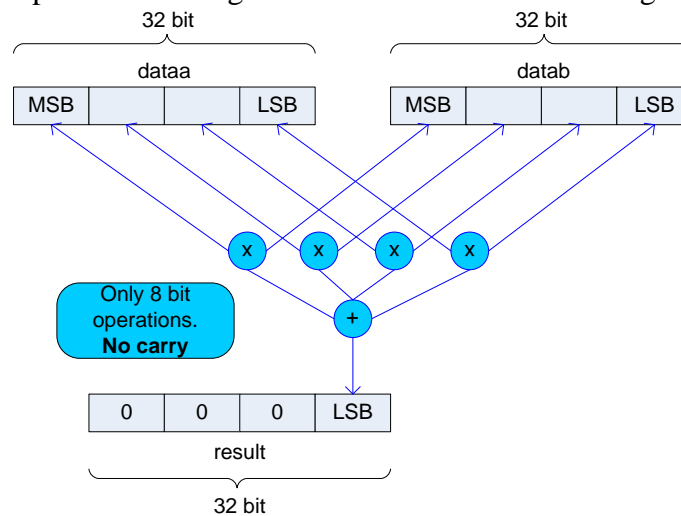 32 bit 32 bit
dataa datab
MSB LSB MSB LSB
x x x x
Only 8 bit
operations.
No carry
+
0 0 0 LSB
result
32 bit